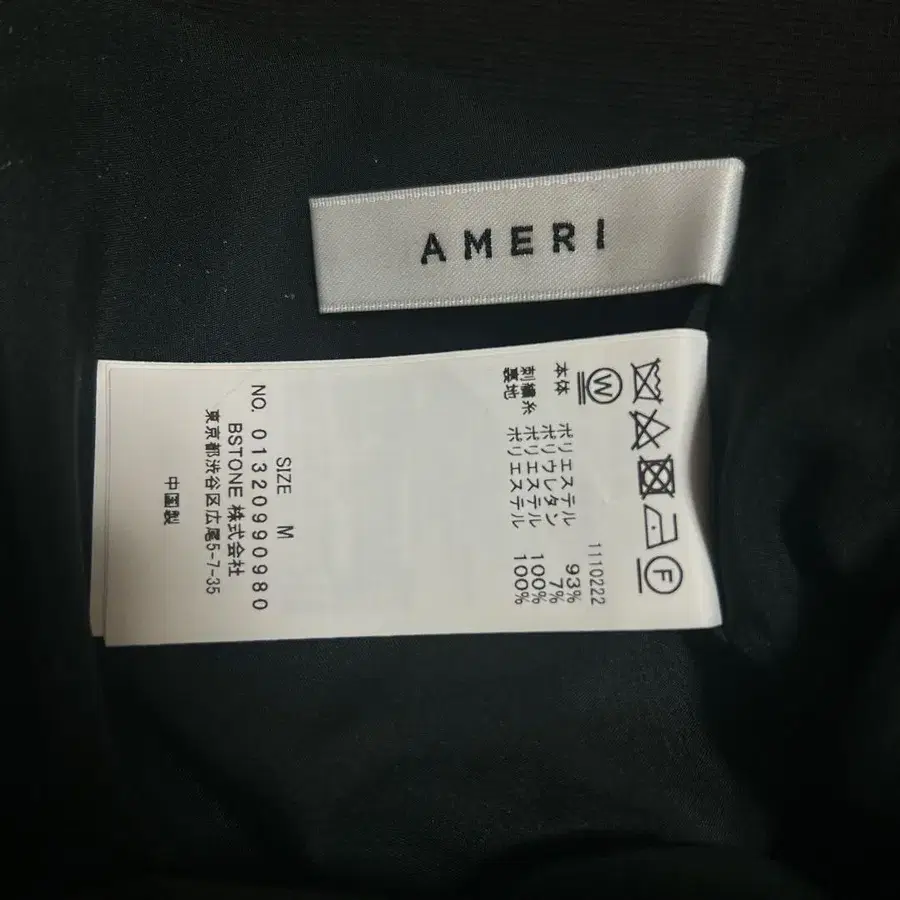 AMERI
1110222
本体 ポリエステル 93%
ポリウレタン 7%
刺繍糸 ポリエステル 100%
裏地 ポリエステル 100%
SIZE M
NO. 01320990980
BSTONE 株式会社
東京都渋谷区広尾5-7-35
中国製
W
F